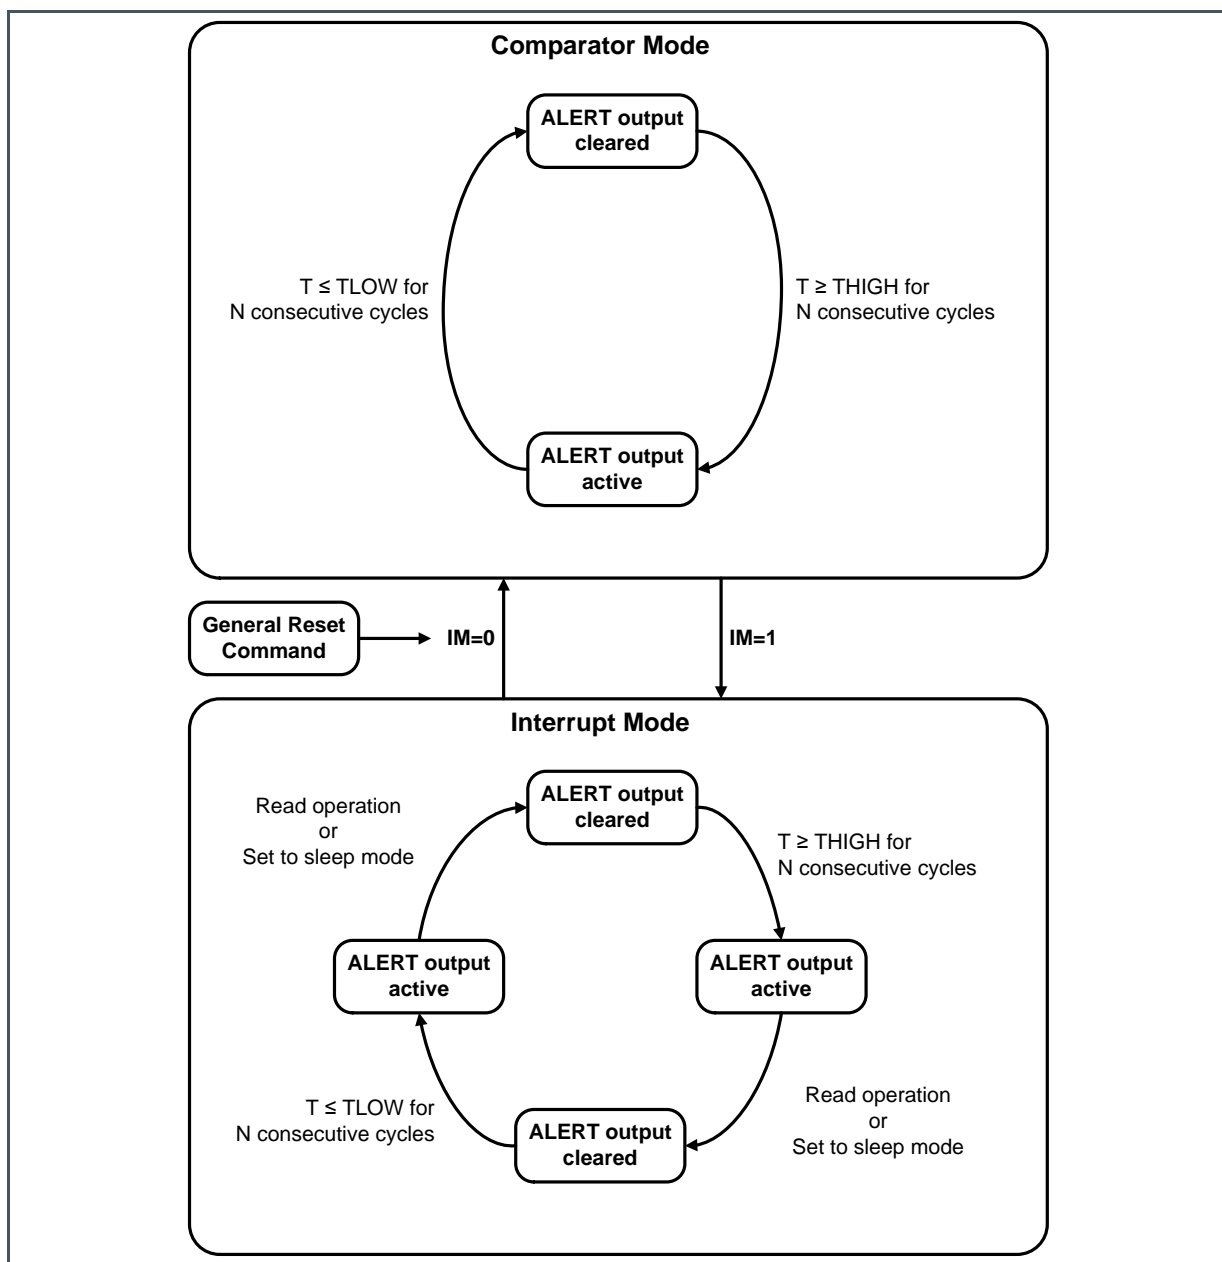 Comparator Mode
ALERT output
cleared
T ≤ TLOW for
N consecutive cycles
T ≥ THIGH for
N consecutive cycles
ALERT output
active
General Reset
Command
IM=0
IM=1
Interrupt Mode
ALERT output
cleared
Read operation
or
Set to sleep mode
T ≥ THIGH for
N consecutive cycles
ALERT output
active
ALERT output
active
T ≤ TLOW for
N consecutive cycles
ALERT output
cleared
Read operation
or
Set to sleep mode